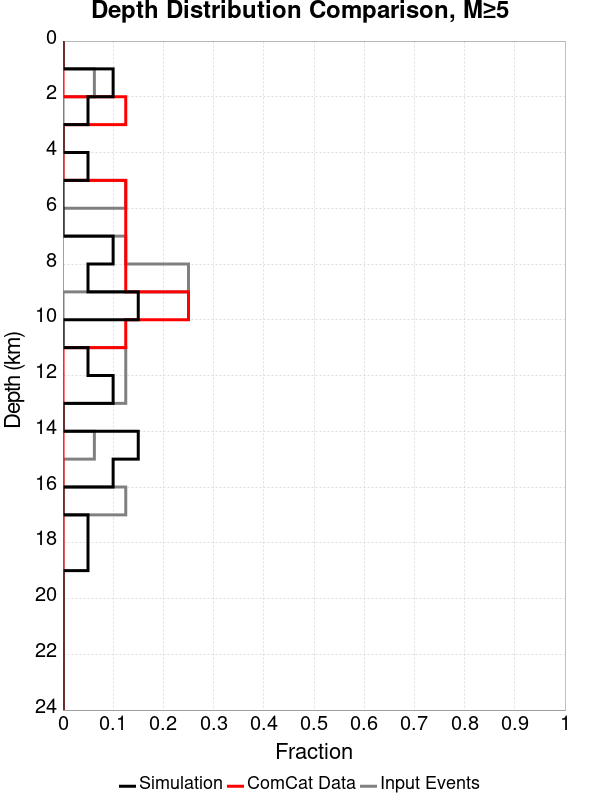 Depth Distribution Comparison, M≥5
0
2
4
6
8
10
12
14
16
18
20
22
24
Depth (km)
0 0.1 0.2 0.3 0.4 0.5 0.6 0.7 0.8 0.9 1
Fraction
Simulation ComCat Data Input Events